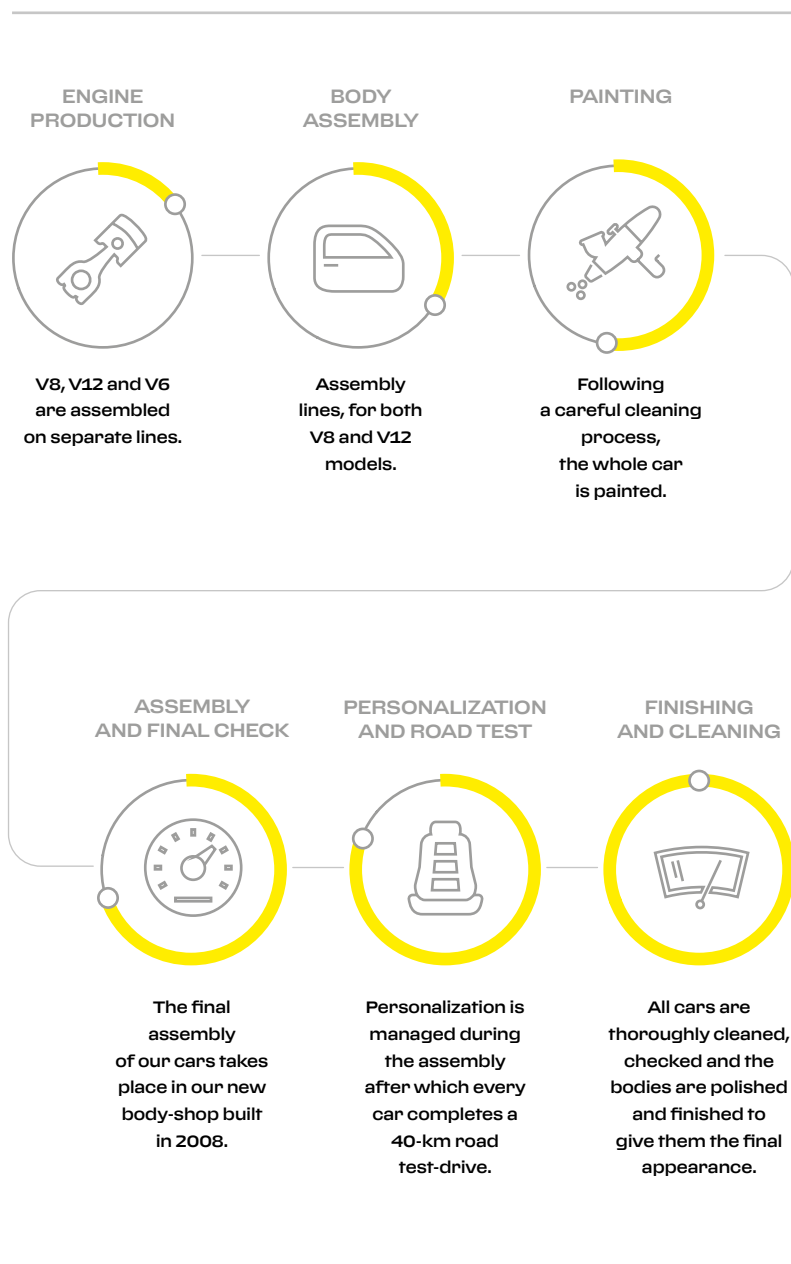 ENGINE
PRODUCTION
V8, V12 and V6
are assembled
on separate lines.
BODY
ASSEMBLY
Assembly
lines, for both
V8 and V12
models.
PAINTING
Following
a careful cleaning
process,
the whole car
is painted.
ASSEMBLY
AND FINAL CHECK
The final
assembly
of our cars takes
place in our new
body-shop built
in 2008.
PERSONALIZATION
AND ROAD TEST
Personalization is
managed during
the assembly
after which every
car completes a
40-km road
test-drive.
FINISHING
AND CLEANING
All cars are
thoroughly cleaned,
checked and the
bodies are polished
and finished to
give them the final
appearance.